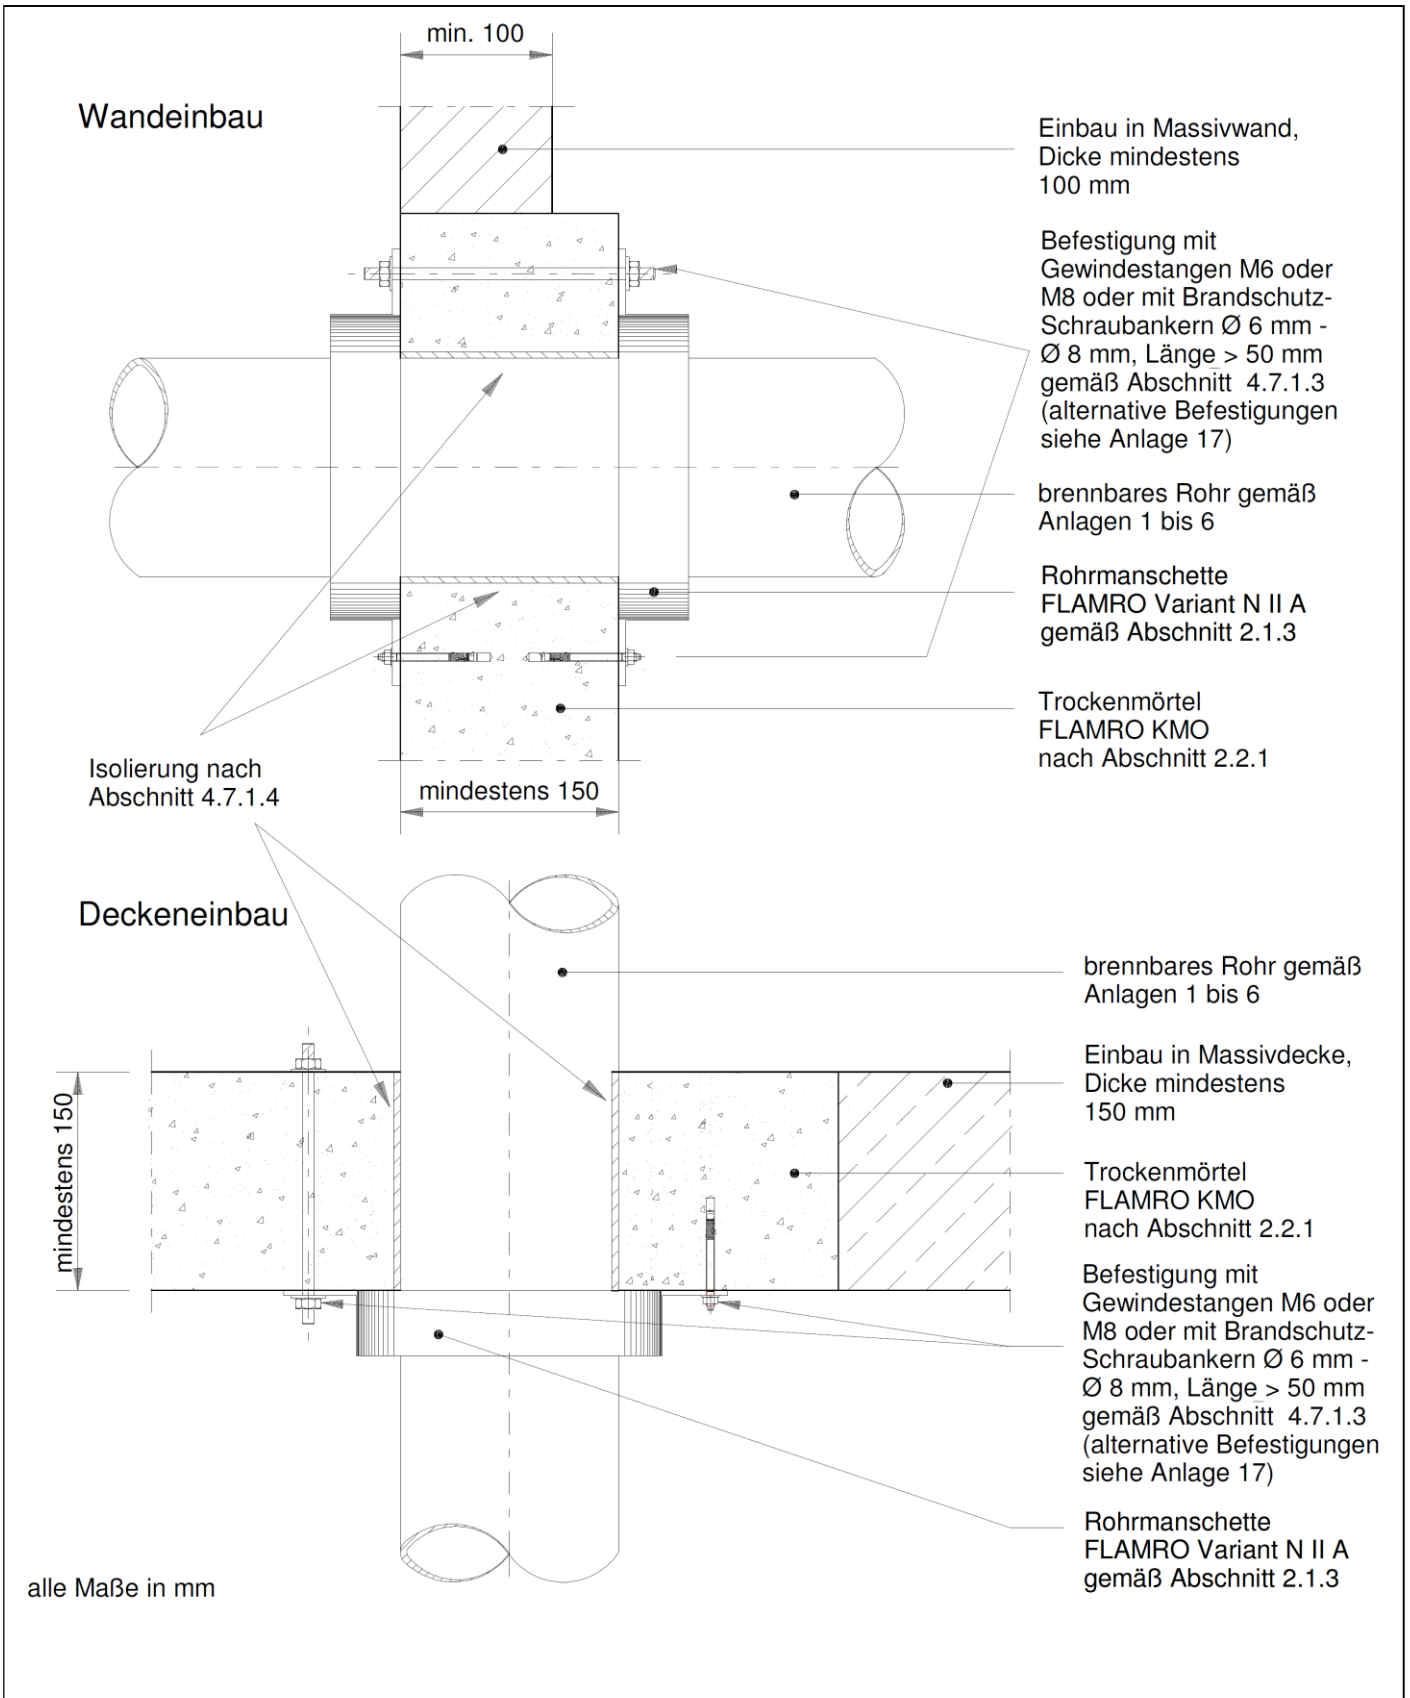 min. 100
Wandeinbau
Einbau in Massivwand,
Dicke mindestens
100 mm
Befestigung mit
Gewindestangen M6 oder
M8 oder mit Brandschutz-
Schraubankern Ø 6 mm -
Ø 8 mm, Länge > 50 mm
gemäß Abschnitt 4.7.1.3
(alternative Befestigungen
siehe Anlage 17)
brennbares Rohr gemäß
Anlagen 1 bis 6
Rohrmanschette
FLAMRO Variant N II A
gemäß Abschnitt 2.1.3
Trockenmörtel
FLAMRO KMO
nach Abschnitt 2.2.1
Isolierung nach
Abschnitt 4.7.1.4
mindestens 150
Deckeneinbau
brennbares Rohr gemäß
Anlagen 1 bis 6
Einbau in Massivdecke,
Dicke mindestens
150 mm
mindestens 150
Trockenmörtel
FLAMRO KMO
nach Abschnitt 2.2.1
Befestigung mit
Gewindestangen M6 oder
M8 oder mit Brandschutz-
Schraubankern Ø 6 mm -
Ø 8 mm, Länge > 50 mm
gemäß Abschnitt 4.7.1.3
(alternative Befestigungen
siehe Anlage 17)
Rohrmanschette
FLAMRO Variant N II A
gemäß Abschnitt 2.1.3
alle Maße in mm